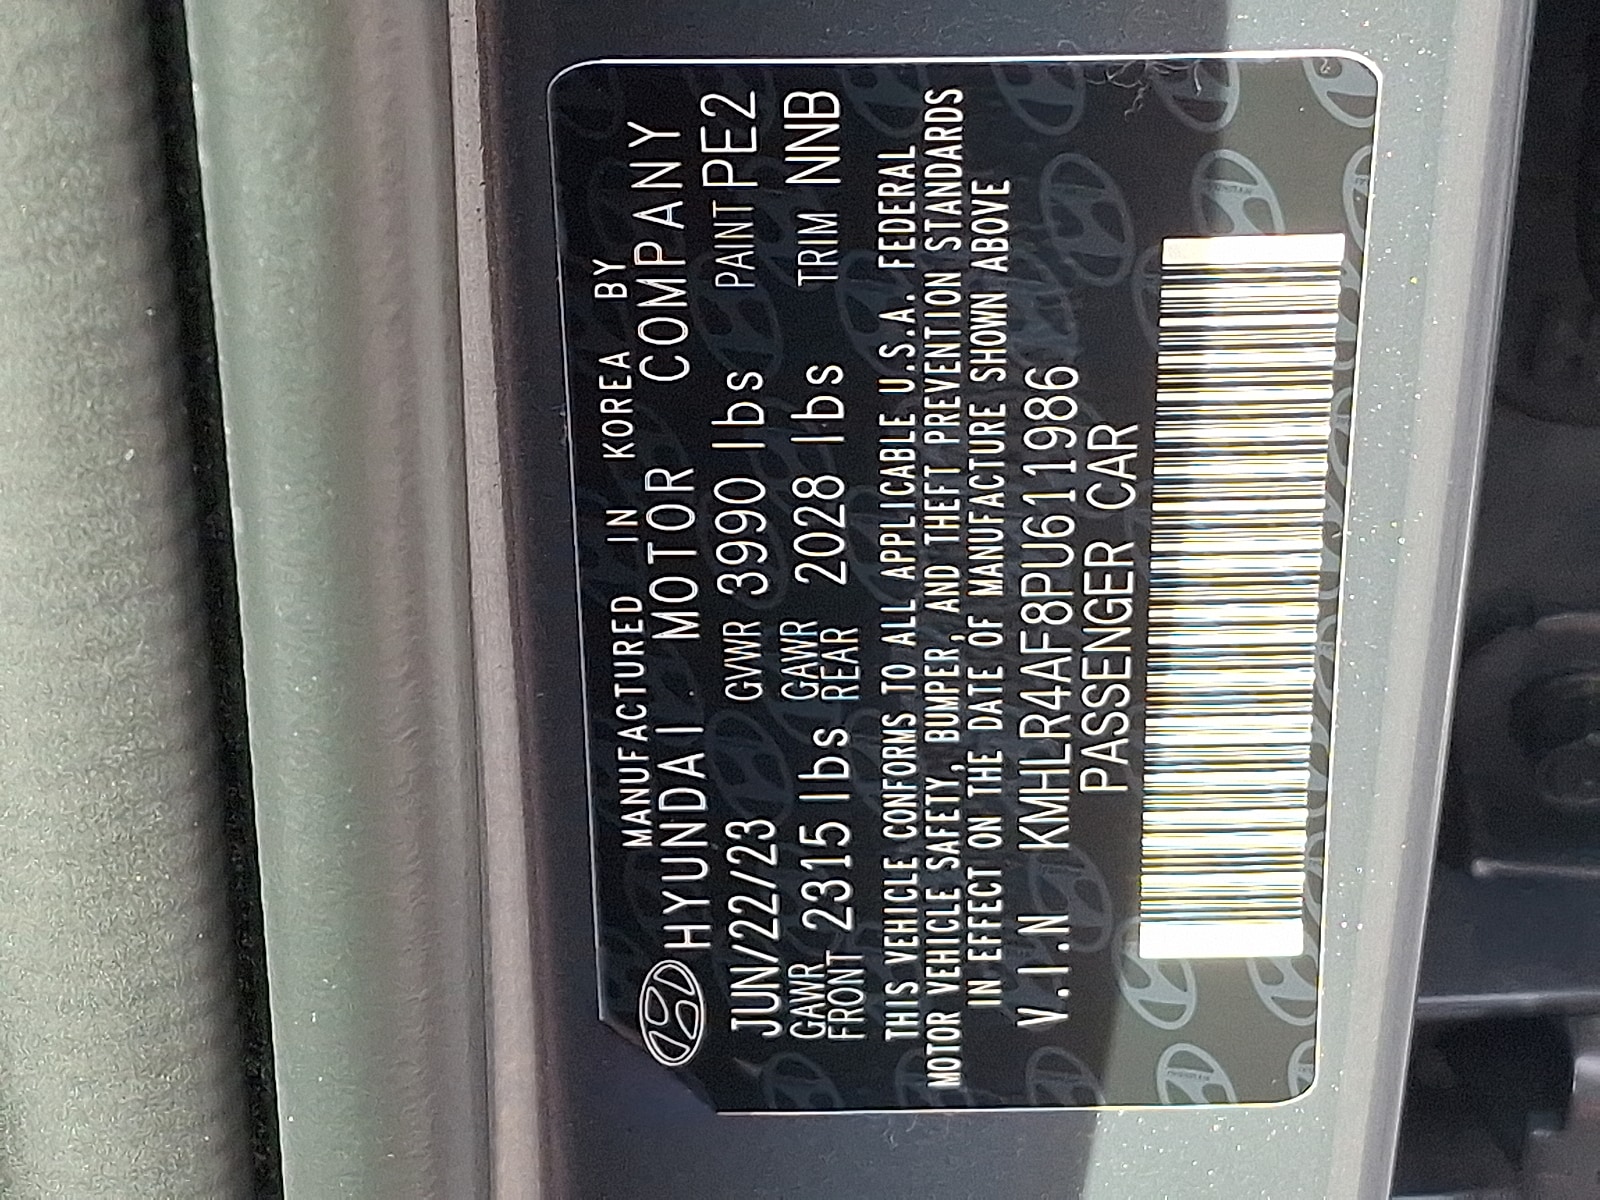 MANUFACTURED IN KOREA BY
HYUNDAI MOTOR COMPANY
JUN/22/23 GVWR 3990 lbs PAINT PE2
GAWR FRONT 2315 lbs GAWR REAR 2028 lbs TRIM NNB
THIS VEHICLE CONFORMS TO ALL APPLICABLE U.S.A. FEDERAL
MOTOR VEHICLE SAFETY, BUMPER, AND THEFT PREVENTION STANDARDS
IN EFFECT ON THE DATE OF MANUFACTURE SHOWN ABOVE
V.I.N KMHLR4AF8PU611986
PASSENGER CAR